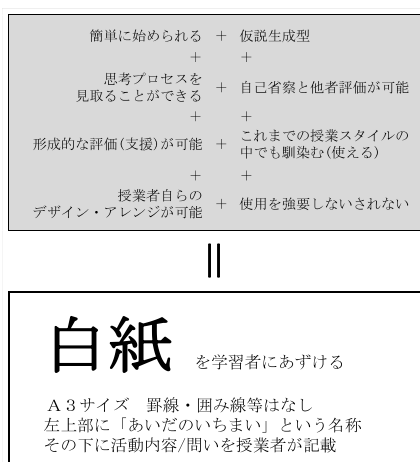 簡単に始められる ＋ 仮説生成型
＋ ＋
思考プロセスを
見取ることができる ＋ 自己省察と他者評価が可能
＋ ＋
形成的な評価(支援)が可能 ＋ これまでの授業スタイルの
中でも馴染む(使える)
＋ ＋
授業者自らの
デザイン・アレンジが可能 ＋ 使用を強要しないされない
||
白紙 を学習者にあずける
Ａ３サイズ　罫線・囲み線等はなし
左上部に「あいだのいちまい」という名称
その下に活動内容/問いを授業者が記載